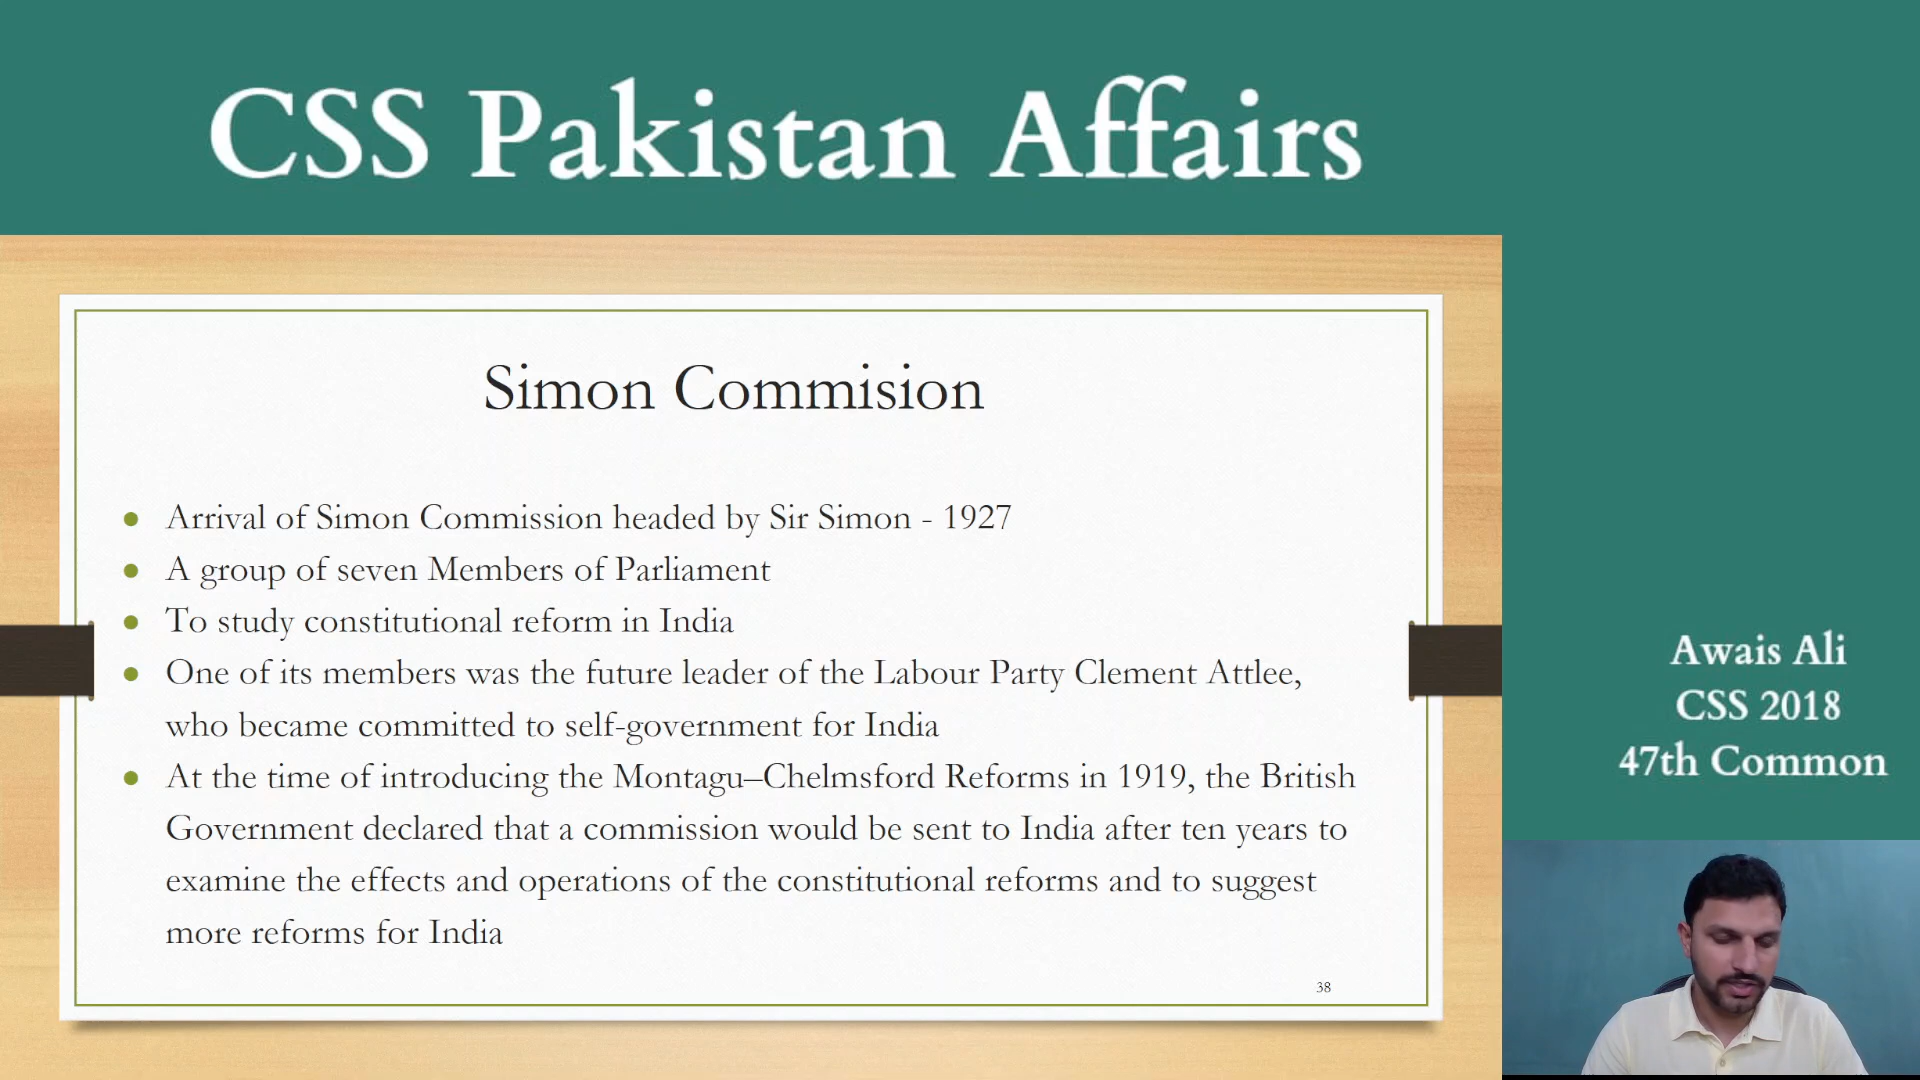 CSS Pakistan Affairs
Simon Commision
● Arrival of Simon Commission headed by Sir Simon - 1927
● A group of seven Members of Parliament
● To study constitutional reform in India
● One of its members was the future leader of the Labour Party Clement Attlee,
who became committed to self-government for India
● At the time of introducing the Montagu–Chelmsford Reforms in 1919, the British
Government declared that a commission would be sent to India after ten years to
examine the effects and operations of the constitutional reforms and to suggest
more reforms for India
38
Awais Ali
CSS 2018
47th Common